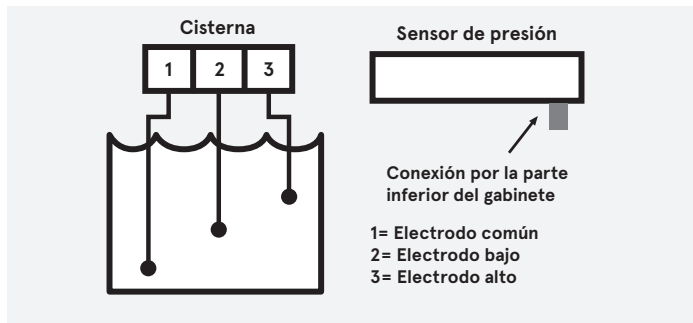 Cisterna
1 2 3
Sensor de presión
Conexión por la parte
inferior del gabinete
1= Electrodo común
2= Electrodo bajo
3= Electrodo alto